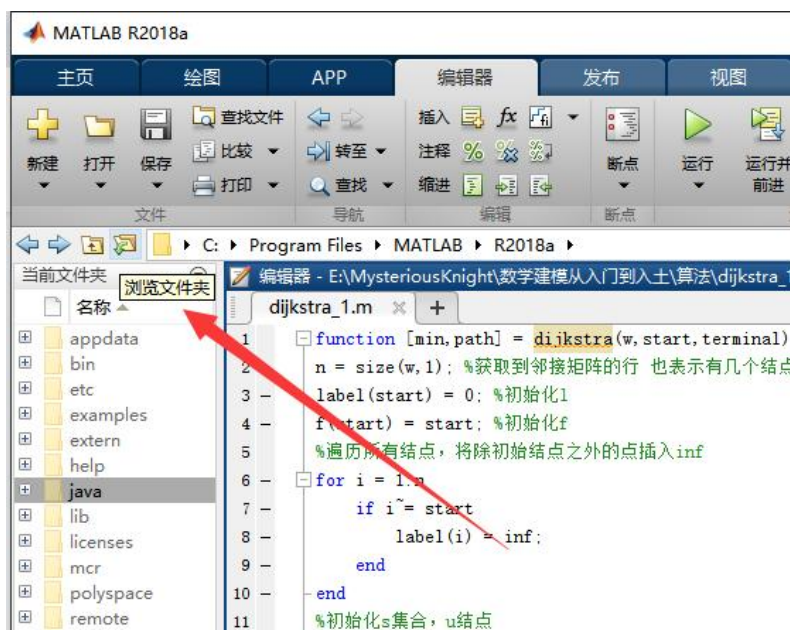 MATLAB R2018a
主页 绘图 APP 编辑器 发布 视图
查找文件 插入 fx
新建 打开 保存 比较 转至 注释 断点 运行 运行并前进
打印 查找 缩进
文件 导航 编辑 断点
C: Program Files MATLAB R2018a
当前文件夹 编辑器 - E:\MysteriousKnight\数学建模从入门到入土\算法\dijkstra_1
浏览文件夹
名称 dijkstra_1.m
appdata
bin
etc
examples
extern
help
java
lib
licenses
mcr
polyspace
remote
1 function [min,path] = dijkstra(w,start,terminal)
2 n = size(w,1); %获取到邻接矩阵的行 也表示有几个结点
3 label(start) = 0; %初始化l
4 f(start) = start; %初始化f
5 %遍历所有结点，将除初始结点之外的点插入inf
6 for i = 1:n
7 if i~= start
8 label(i) = inf;
9 end
10 end
11 %初始化s集合，u结点